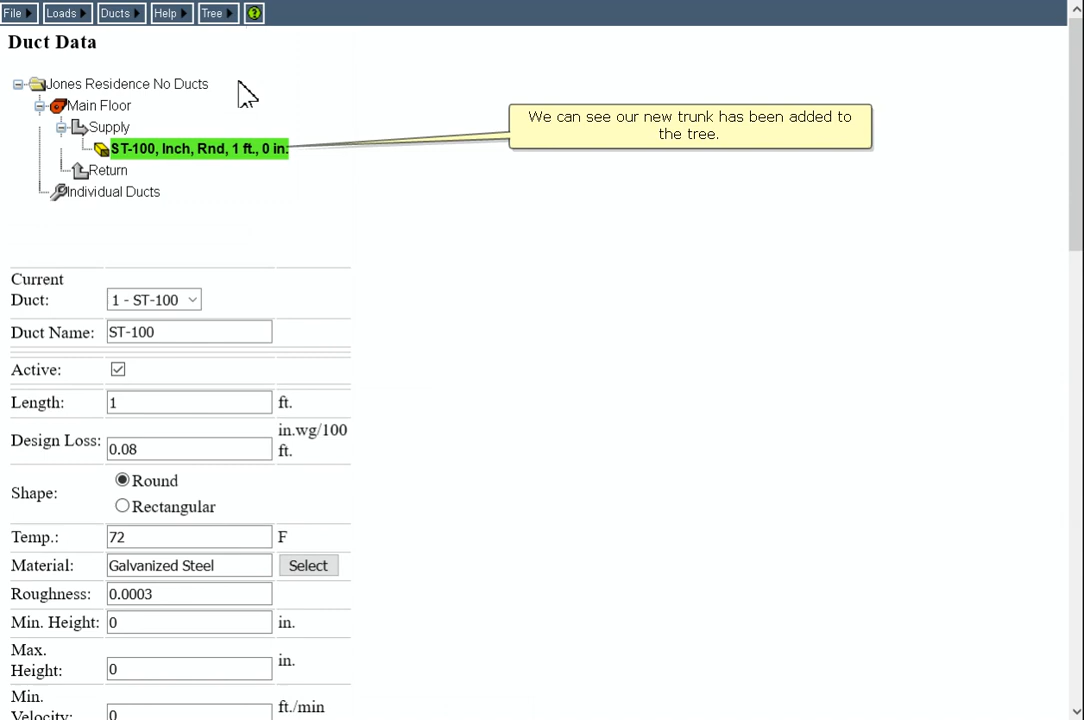 File Loads Ducts Help Tree ?
Duct Data
Jones Residence No Ducts
Main Floor
Supply
ST-100, Inch, Rnd, 1 ft., 0 in.
Return
Individual Ducts
We can see our new trunk has been added to
the tree.
Current
Duct: 1 - ST-100
Duct Name: ST-100
Active:
Length: 1 ft.
Design Loss: 0.08 in.wg/100
ft.
Shape: Round
Rectangular
Temp.: 72 F
Material: Galvanized Steel Select
Roughness: 0.0003
Min. Height: 0 in.
Max.
Height: 0 in.
Min.
Velocity: 0 ft./min